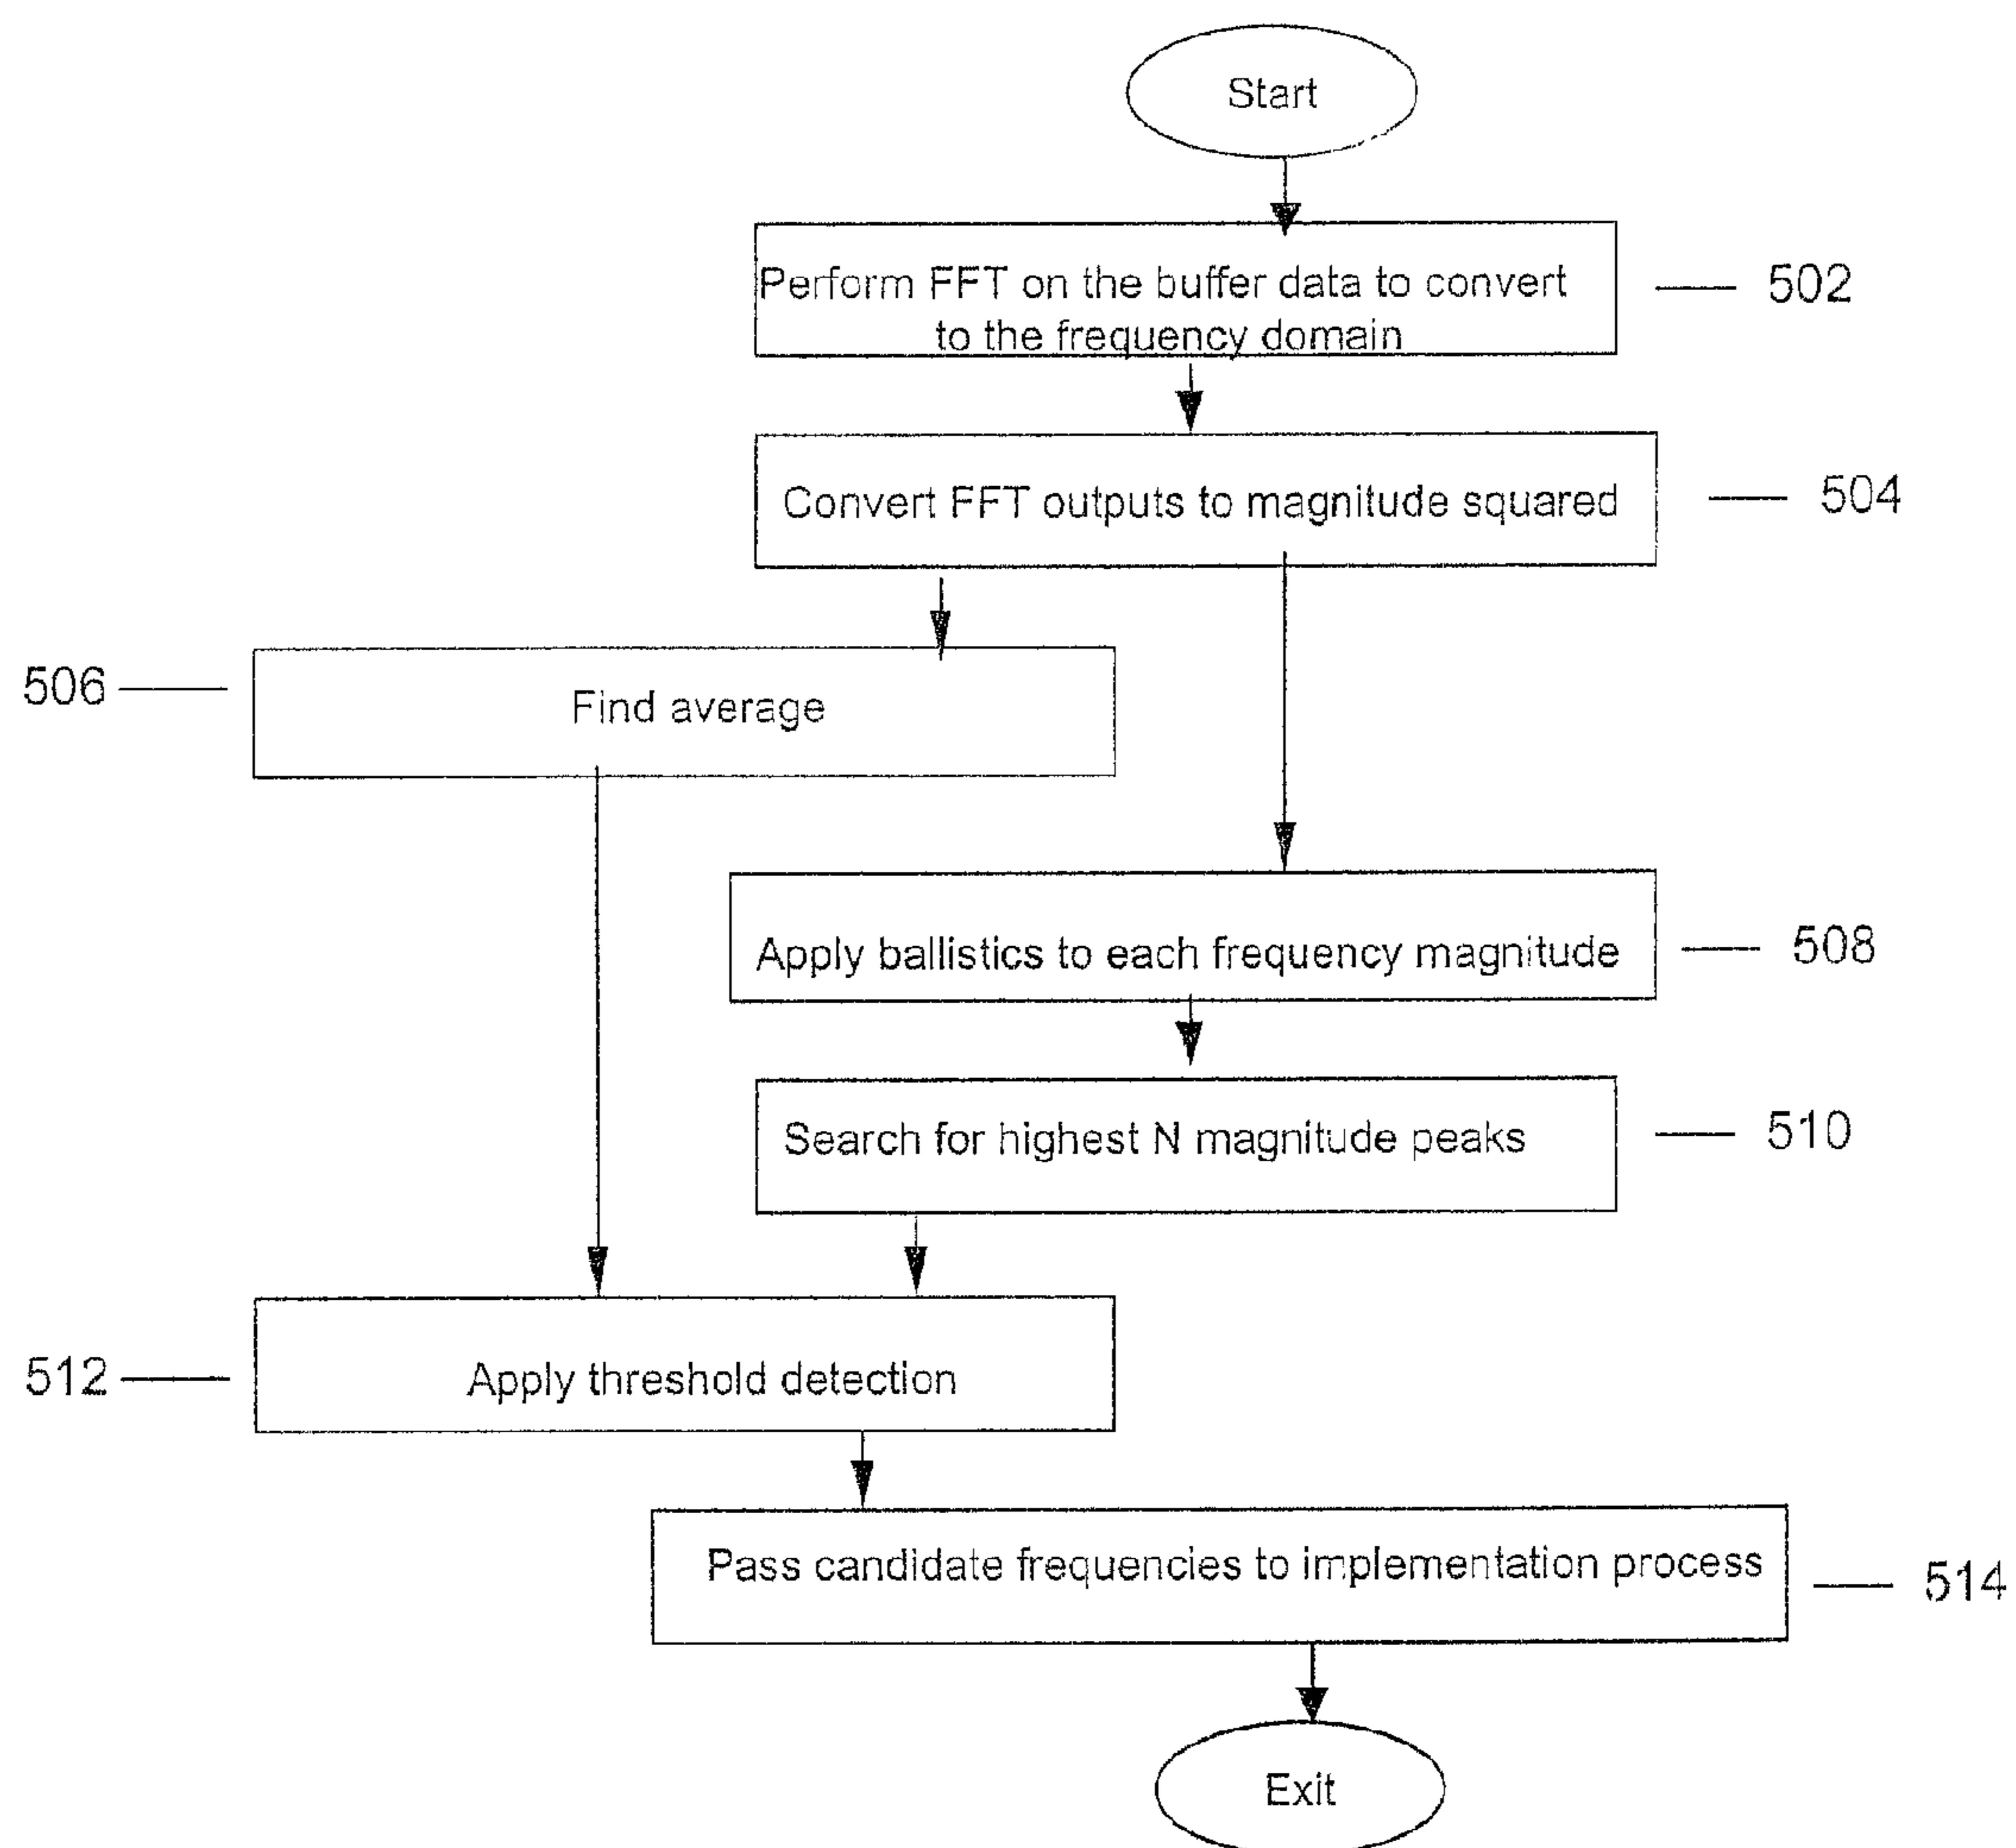 Start
Perform FFT on the buffer data to convert
to the frequency domain
502
Convert FFT outputs to magnitude squared
504
506
Find average
Apply ballistics to each frequency magnitude
508
Search for highest N magnitude peaks
510
512
Apply threshold detection
Pass candidate frequencies to implementation process
514
Exit